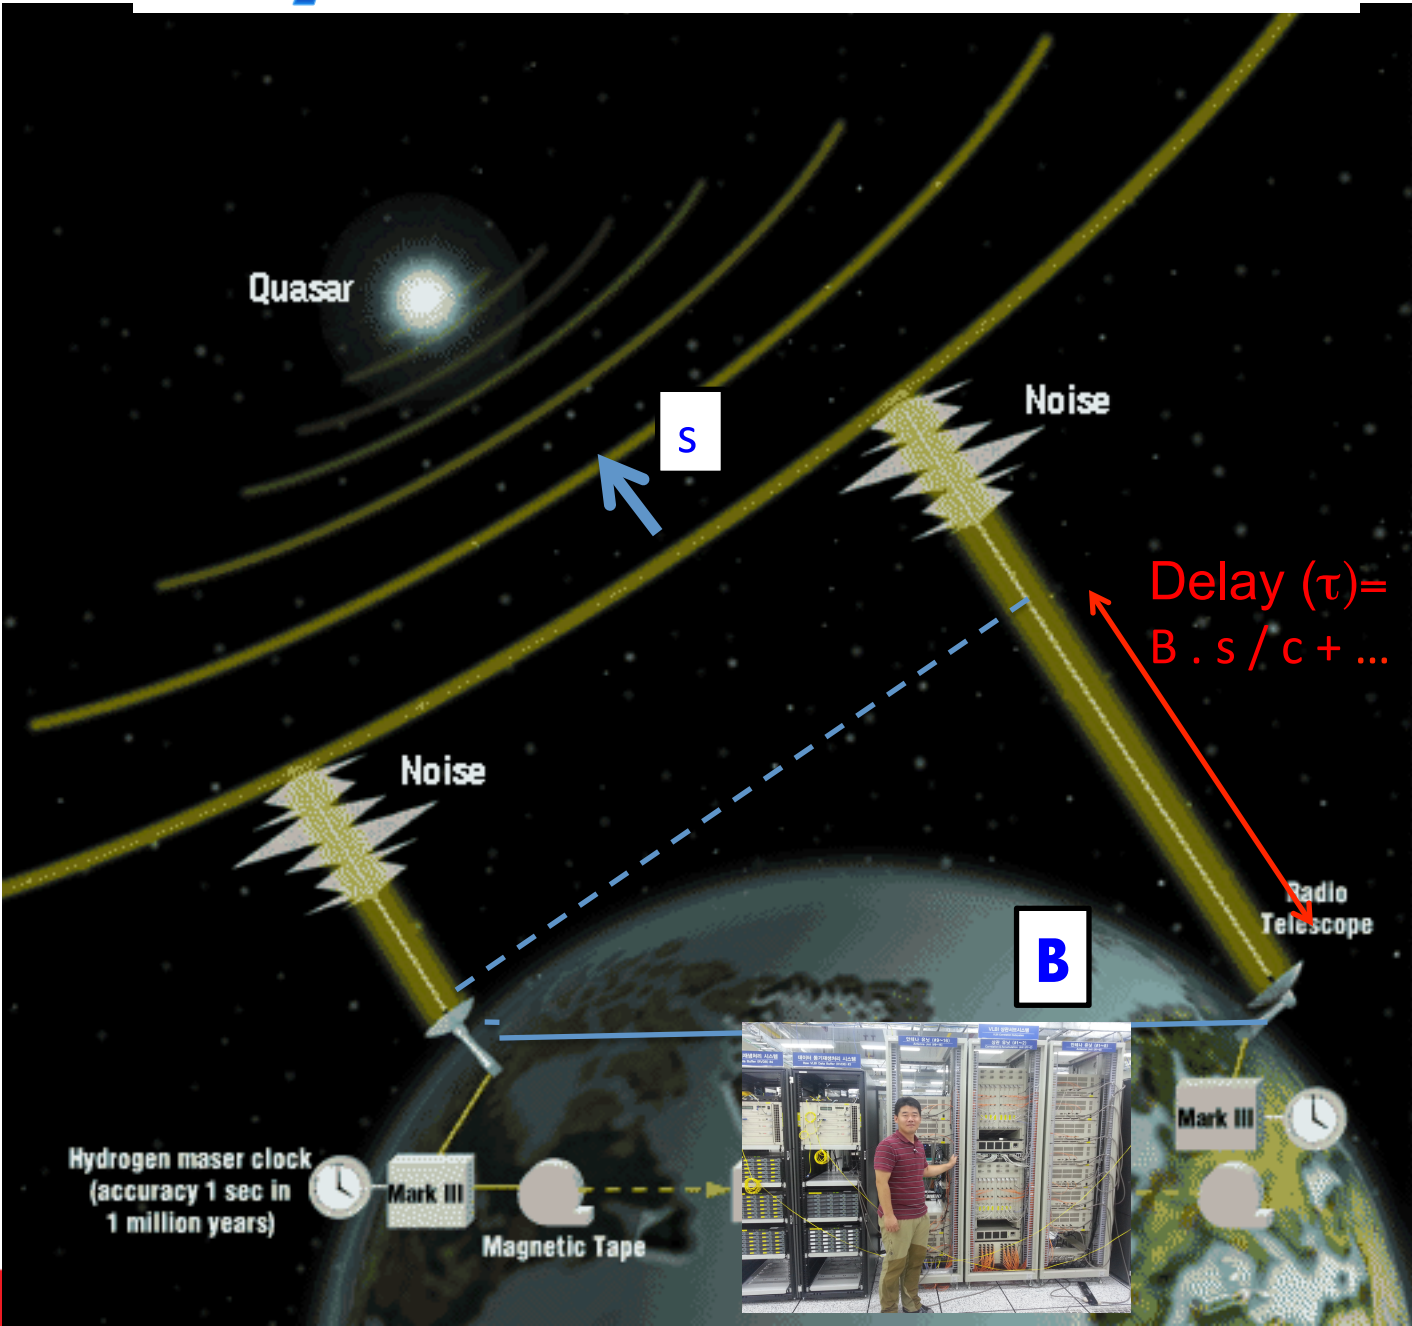 Quasar
s
Noise
Delay (τ)=
B . s / c + ...
Noise
Radio
Telescope
B
Mark III
Hydrogen maser clock
(accuracy 1 sec in
1 million years)
Mark III
Magnetic Tape